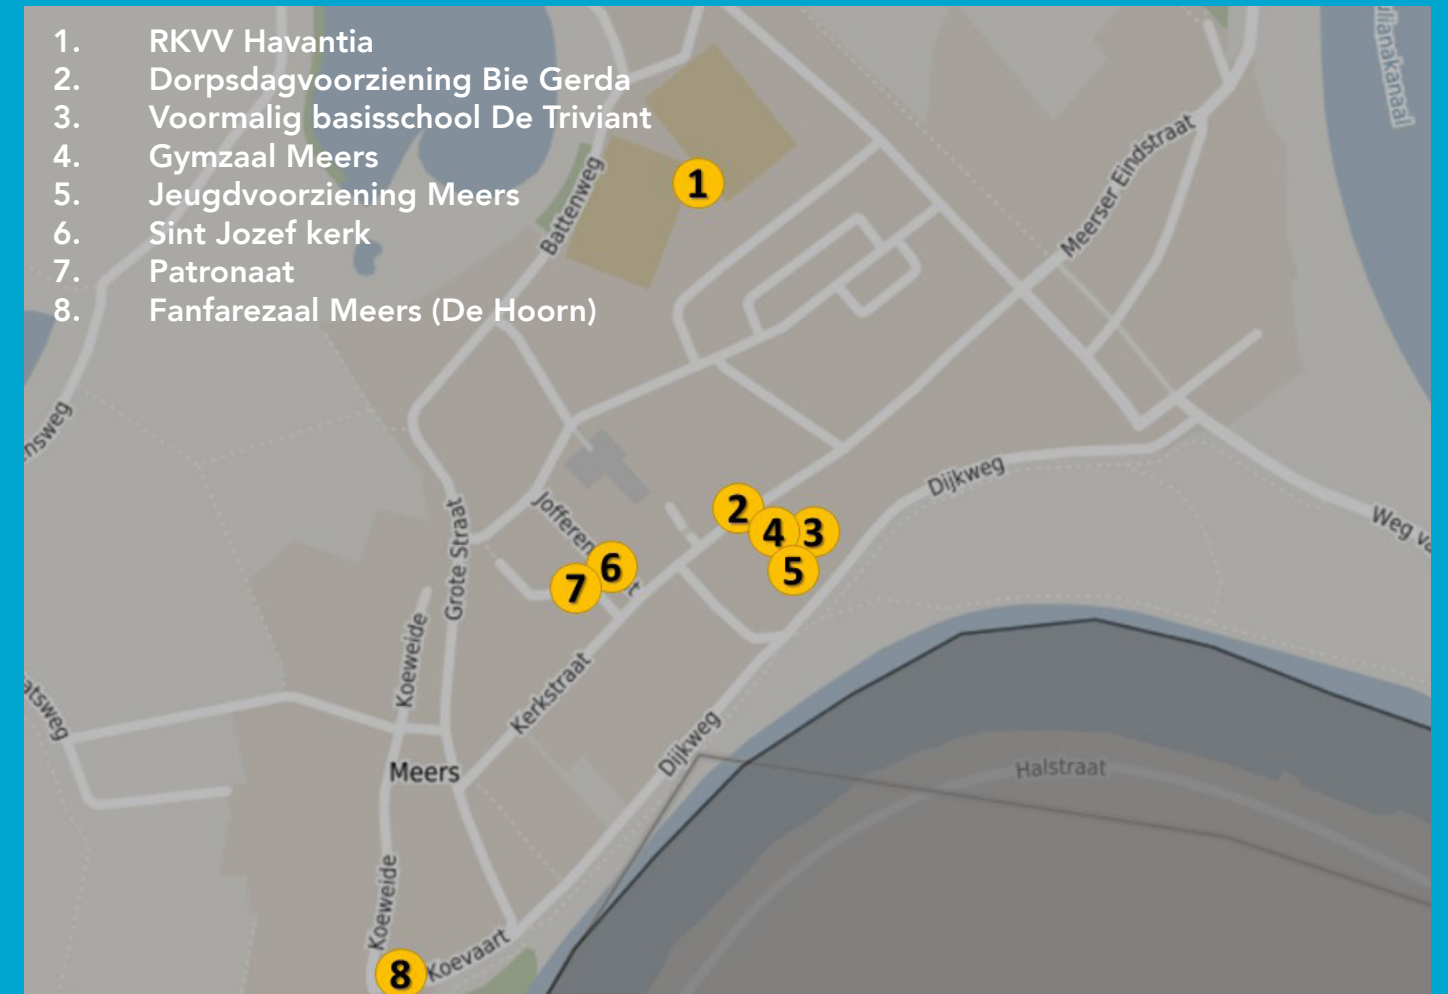 1. RKVV Havantia
2. Dorpsdagvoorziening Bie Gerda
3. Voormalig basisschool De Triviant
4. Gymzaal Meers
5. Jeugdvoorziening Meers
6. Sint Jozef kerk
7. Patronaat
8. Fanfarezaal Meers (De Hoorn)
Battenweg
1
Meerser Eindstraat
Grote Straat
Dijkweg
Weg
2
4
3
5
6
7
Koeweide
Kerkstraat
Dijkweg
Meers
Halstraat
Koeweide
8
Koevaart